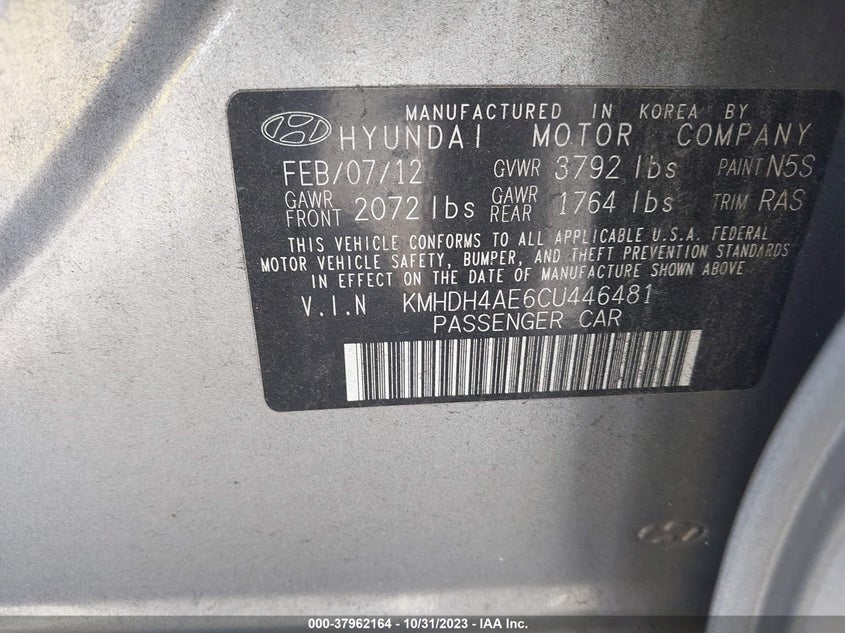 MANUFACTURED IN KOREA BY
HYUNDAI MOTOR COMPANY
FEB/07/12 GVWR 3792 lbs PAINT N5S
GAWR FRONT 2072 lbs GAWR REAR 1764 lbs TRIM RAS
THIS VEHICLE CONFORMS TO ALL APPLICABLE U.S.A. FEDERAL
MOTOR VEHICLE SAFETY, BUMPER, AND THEFT PREVENTION STANDARDS
IN EFFECT ON THE DATE OF MANUFACTURE SHOWN ABOVE
V.I.N KMHDH4AE6CU446481
PASSENGER CAR
000-37962164 - 10/31/2023 - IAA Inc.